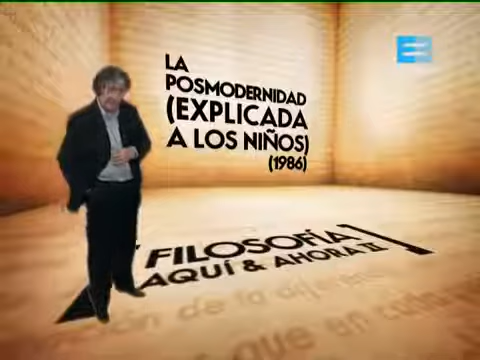 LA
POSMODERNIDAD
(EXPLICADA
A LOS NIÑOS)
(1986)
FILOSOFÍA
AQUÍ & AHORA II